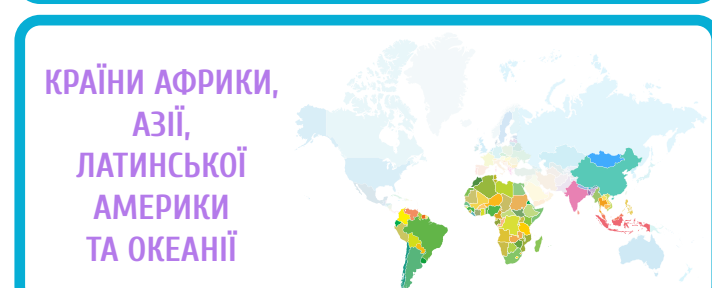 КРАЇНИ АФРИКИ,
АЗІЇ,
ЛАТИНСЬКОЇ
АМЕРИКИ
ТА ОКЕАНІЇ